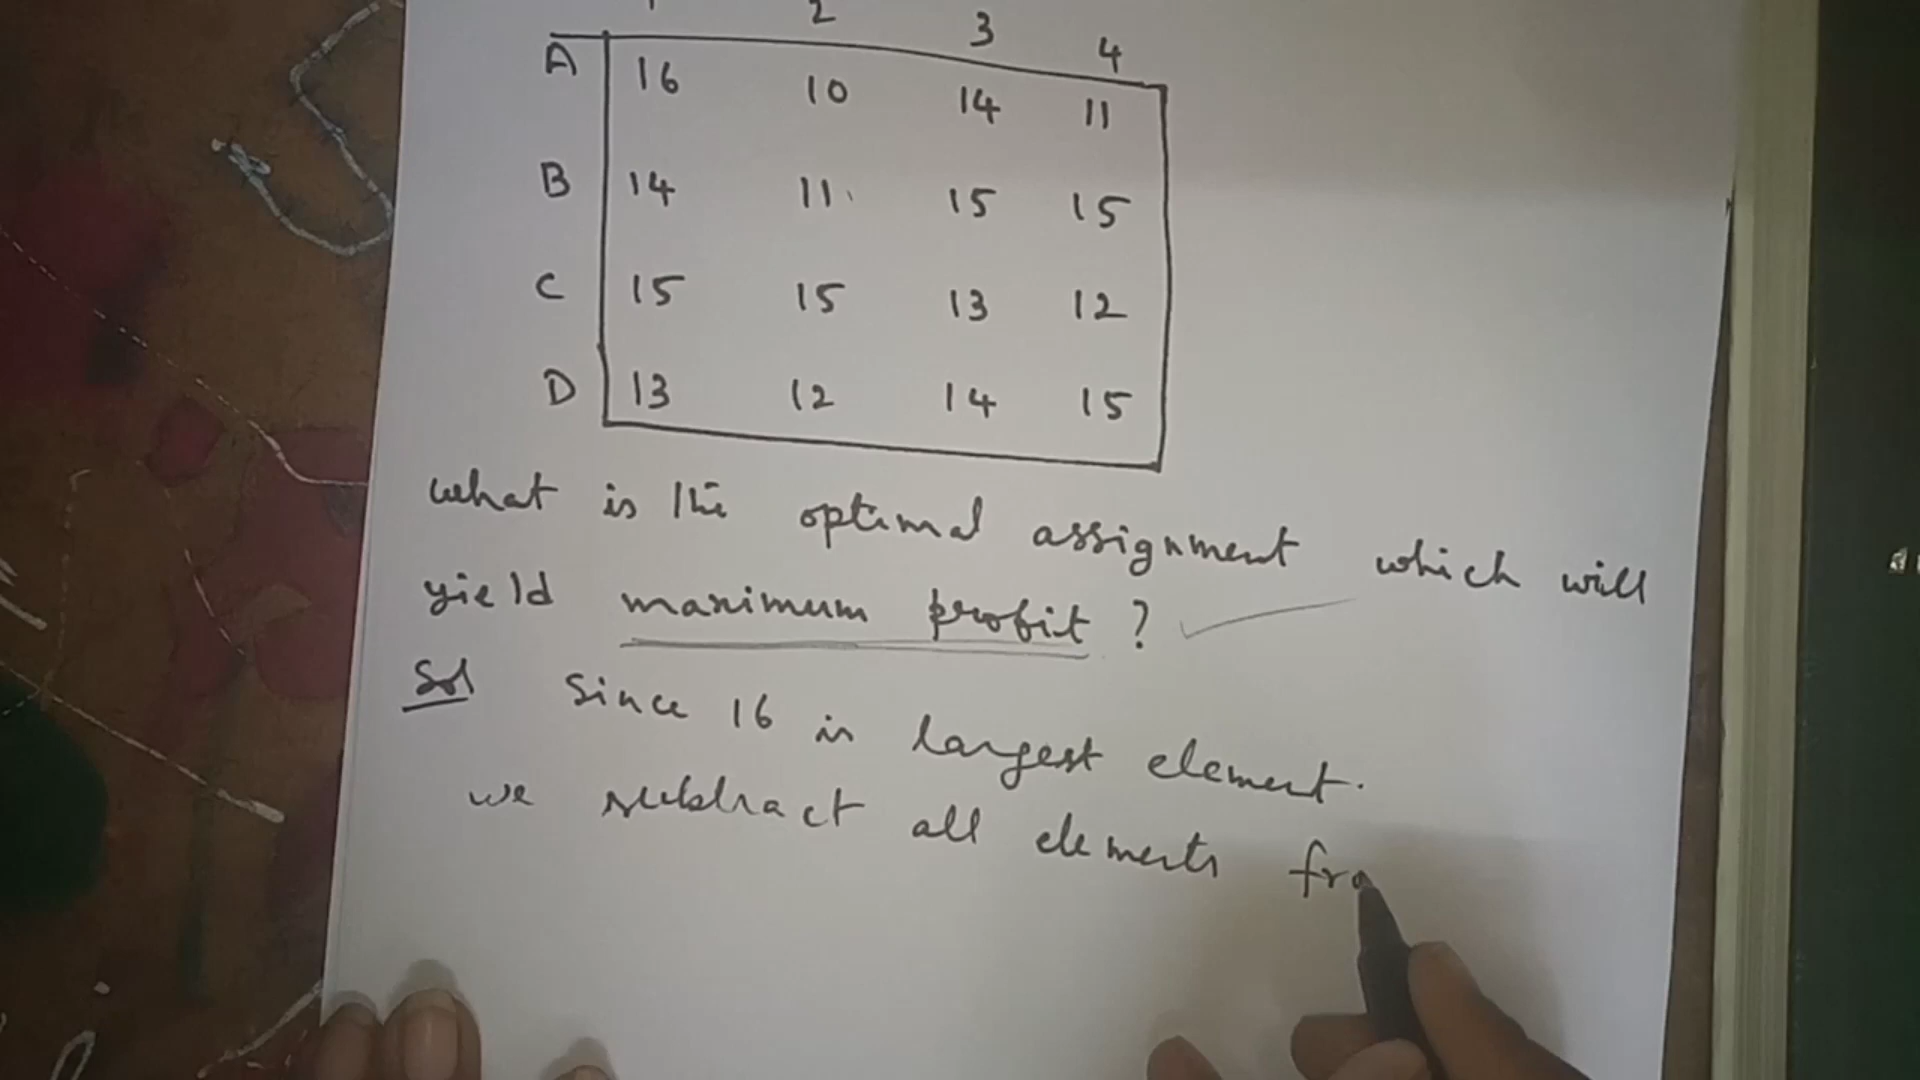 2 3 4
A 16 10 14 11
B 14 11 15 15
C 15 15 13 12
D 13 12 14 15
what is the optimal assignment which will
yield maximum profit ?
Sol since 16 is largest element.
we subtract all elements fro